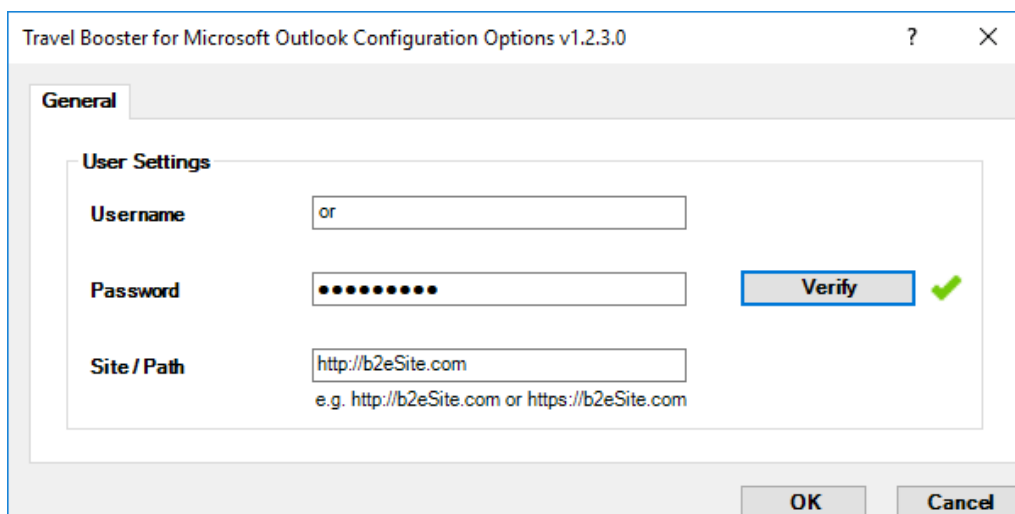 Travel Booster for Microsoft Outlook Configuration Options v1.2.3.0 ?
General
User Settings
Username or
Password ●●●●●●●●● Verify
Site / Path http://b2eSite.com
e.g. http://b2eSite.com or https://b2eSite.com
OK Cancel